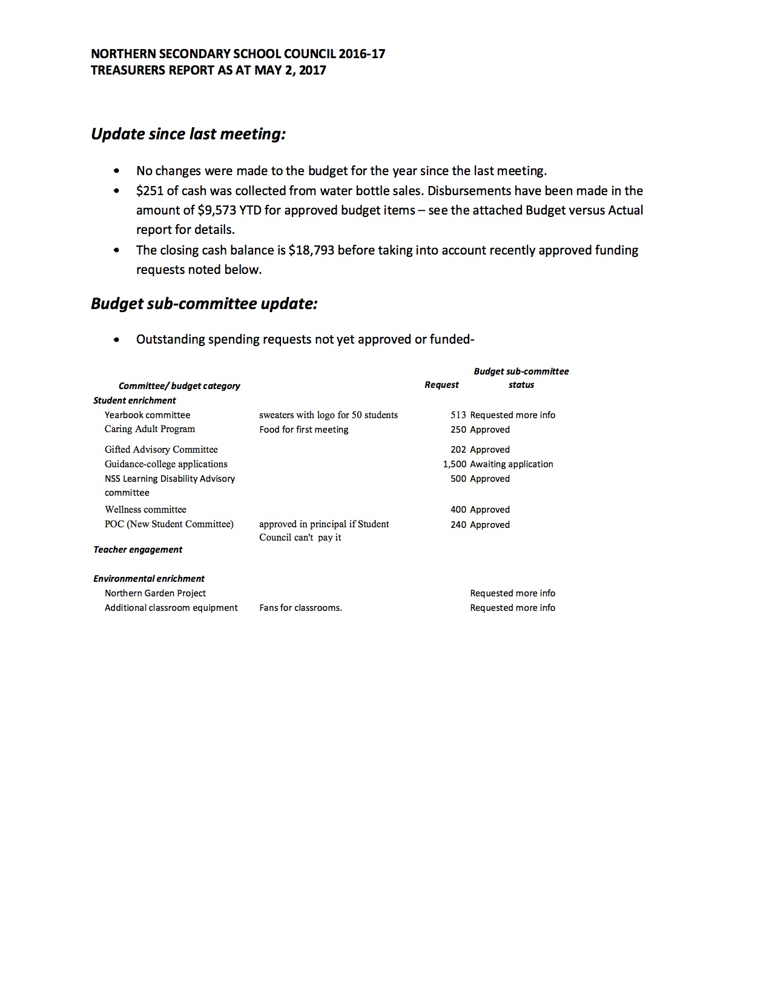 NORTHERN SECONDARY SCHOOL COUNCIL 2016-17
TREASURERS REPORT AS AT MAY 2, 2017
Update since last meeting:
• No changes were made to the budget for the year since the last meeting.
• $251 of cash was collected from water bottle sales. Disbursements have been made in the
amount of $9,573 YTD for approved budget items – see the attached Budget versus Actual
report for details.
• The closing cash balance is $18,793 before taking into account recently approved funding
requests noted below.
Budget sub-committee update:
• Outstanding spending requests not yet approved or funded-
Budget sub-committee
Committee/ budget category Request status
Student enrichment
Yearbook committee sweaters with logo for 50 students 513 Requested more info
Caring Adult Program Food for first meeting 250 Approved
Gifted Advisory Committee 202 Approved
Guidance-college applications 1,500 Awaiting application
NSS Learning Disability Advisory 500 Approved
committee
Wellness committee 400 Approved
POC (New Student Committee) approved in principal if Student 240 Approved
Council can't pay it
Teacher engagement
Environmental enrichment
Northern Garden Project Requested more info
Additional classroom equipment Fans for classrooms. Requested more info